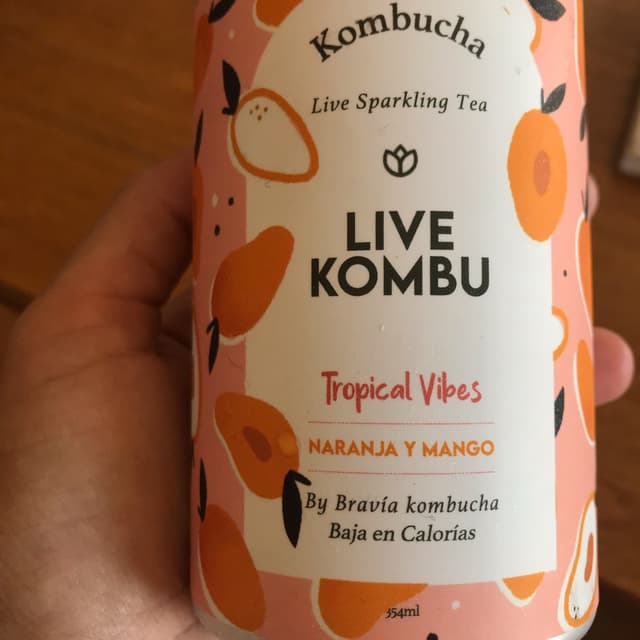 Kombucha
Live Sparkling Tea
LIVE
KOMBU
Tropical Vibes
NARANJA Y MANGO
By Bravía kombucha
Baja en Calorías
354ml